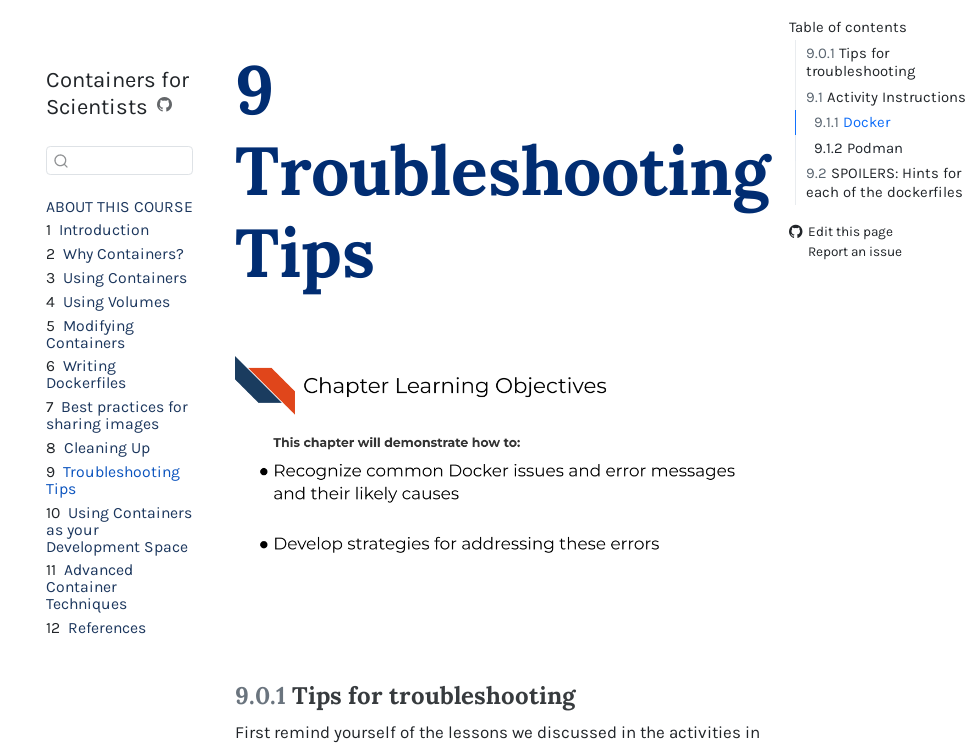 Containers for
Scientists
ABOUT THIS COURSE
1 Introduction
2 Why Containers?
3 Using Containers
4 Using Volumes
5 Modifying
Containers
6 Writing
Dockerfiles
7 Best practices for
sharing images
8 Cleaning Up
9 Troubleshooting
Tips
10 Using Containers
as your
Development Space
11 Advanced
Container
Techniques
12 References
9
Troubleshooting
Tips
Chapter Learning Objectives
This chapter will demonstrate how to:
● Recognize common Docker issues and error messages
and their likely causes
● Develop strategies for addressing these errors
9.0.1 Tips for troubleshooting
First remind yourself of the lessons we discussed in the activities in
Table of contents
9.0.1 Tips for
troubleshooting
9.1 Activity Instructions
9.1.1 Docker
9.1.2 Podman
9.2 SPOILERS: Hints for
each of the dockerfiles
Edit this page
Report an issue